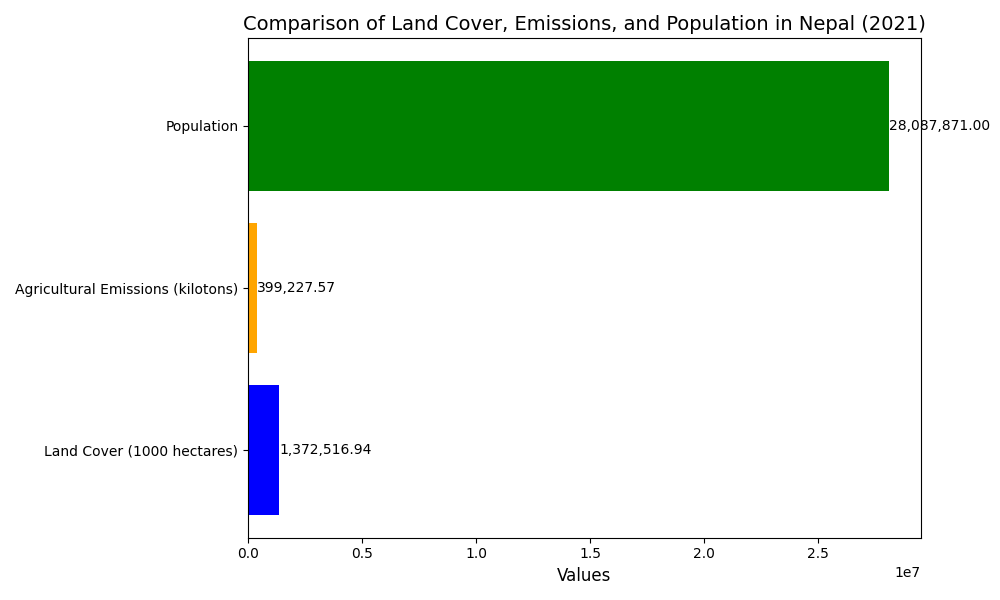 Comparison of Land Cover, Emissions, and Population in Nepal (2021)
Population
28,087,871.00
Agricultural Emissions (kilotons)
399,227.57
Land Cover (1000 hectares)
1,372,516.94
0.0 0.5 1.0 1.5 2.0 2.5
1e7
Values